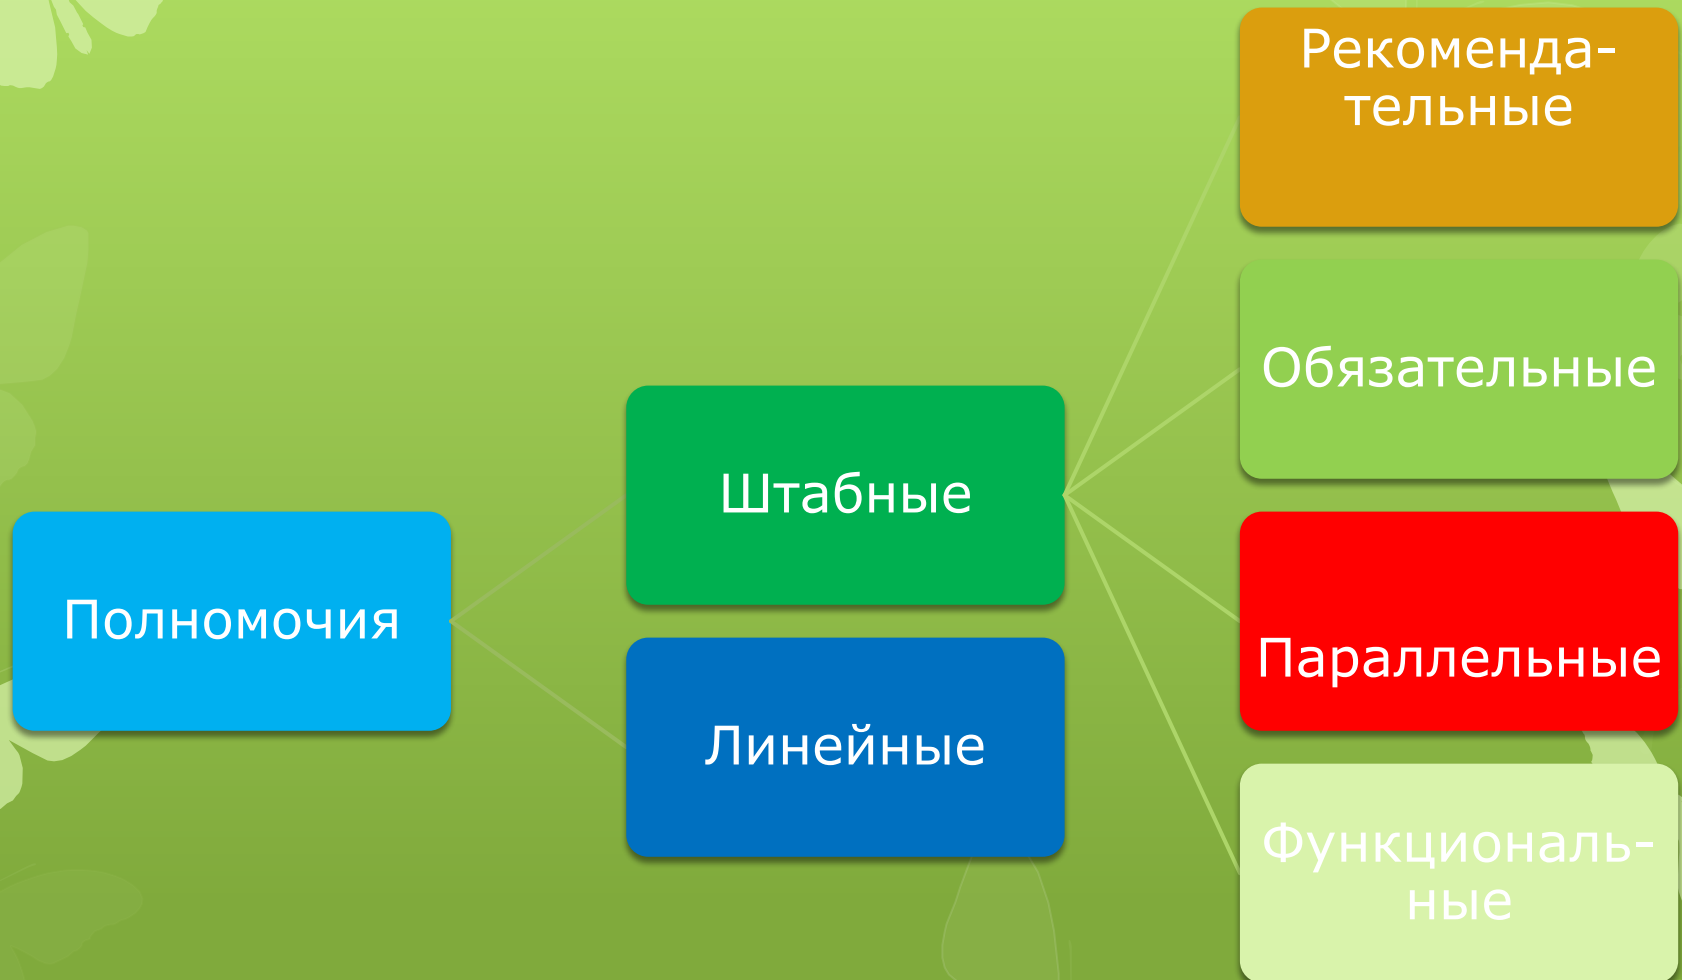 Рекоменда-
тельные
Обязательные
Штабные
Полномочия
Параллельные
Линейные
Функциональ-
ные